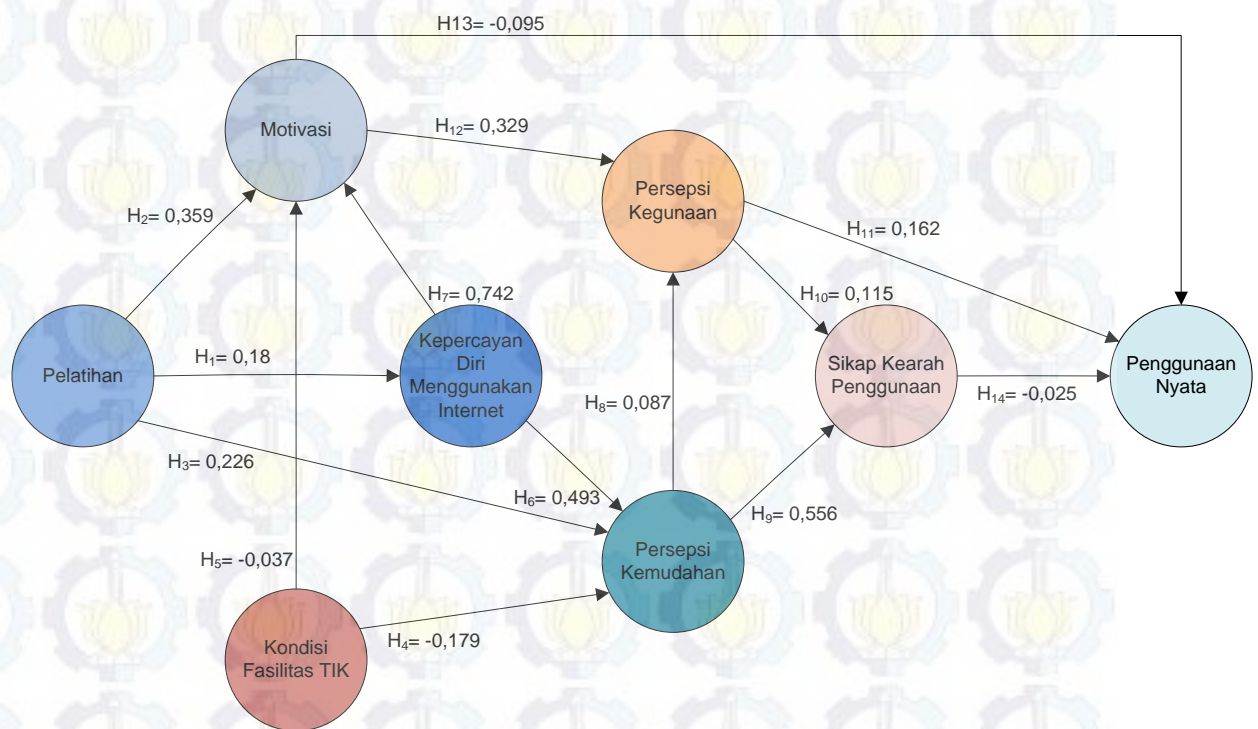 H13= -0,095
Motivasi
H₁₂= 0,329
Persepsi
Kegunaan
H₂= 0,359
H₁₁= 0,162
H₇= 0,742
H₁₀= 0,115
Pelatihan
H₁= 0,18
Kepercayan
Diri
Menggunakan
Internet
H₈= 0,087
Sikap Kearah
Penggunaan
H₁₄= -0,025
Penggunaan
Nyata
H₃= 0,226
H₆= 0,493
H₉= 0,556
H₅= -0,037
Persepsi
Kemudahan
H₄= -0,179
Kondisi
Fasilitas TIK